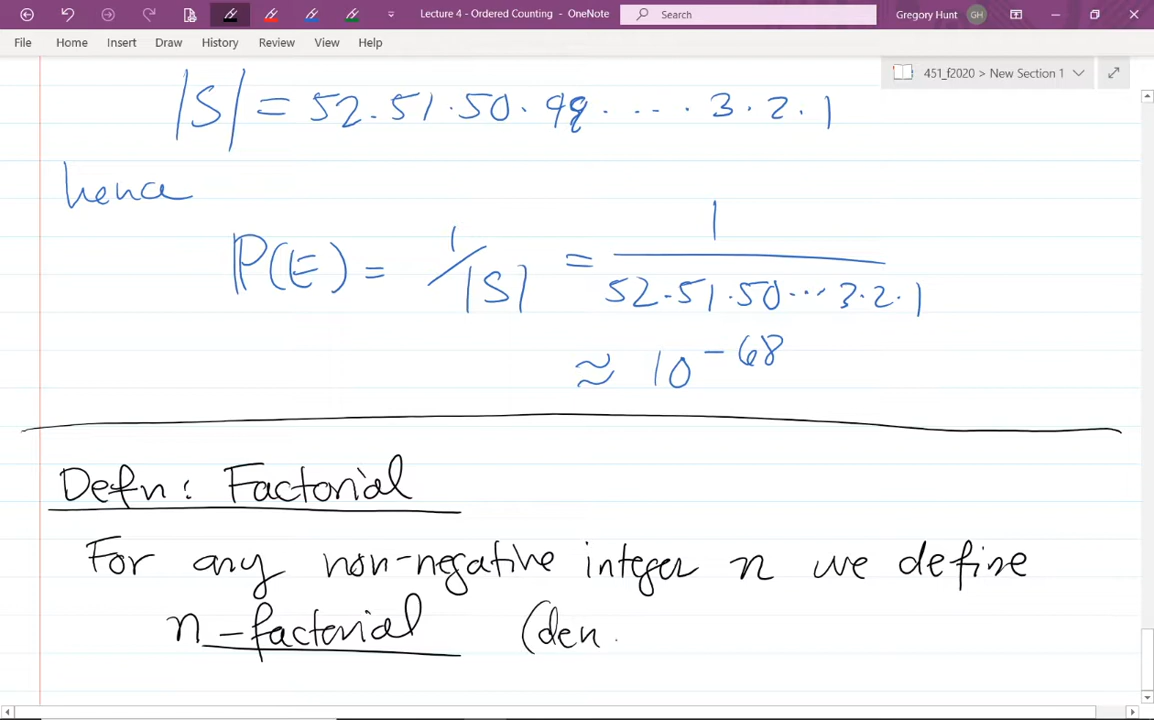 Lecture 4 - Ordered Counting - OneNote
Search
Gregory Hunt
GH
File Home Insert Draw History Review View Help
451_f2020 > New Section 1
|S| = 52.51.50.49. ... .3.2.1
hence
P(E) = 1/|S| = 1/52.51.50...3.2.1
≈ 10^-68
Defn: Factorial
For any non-negative integer n we define
n-factorial (den